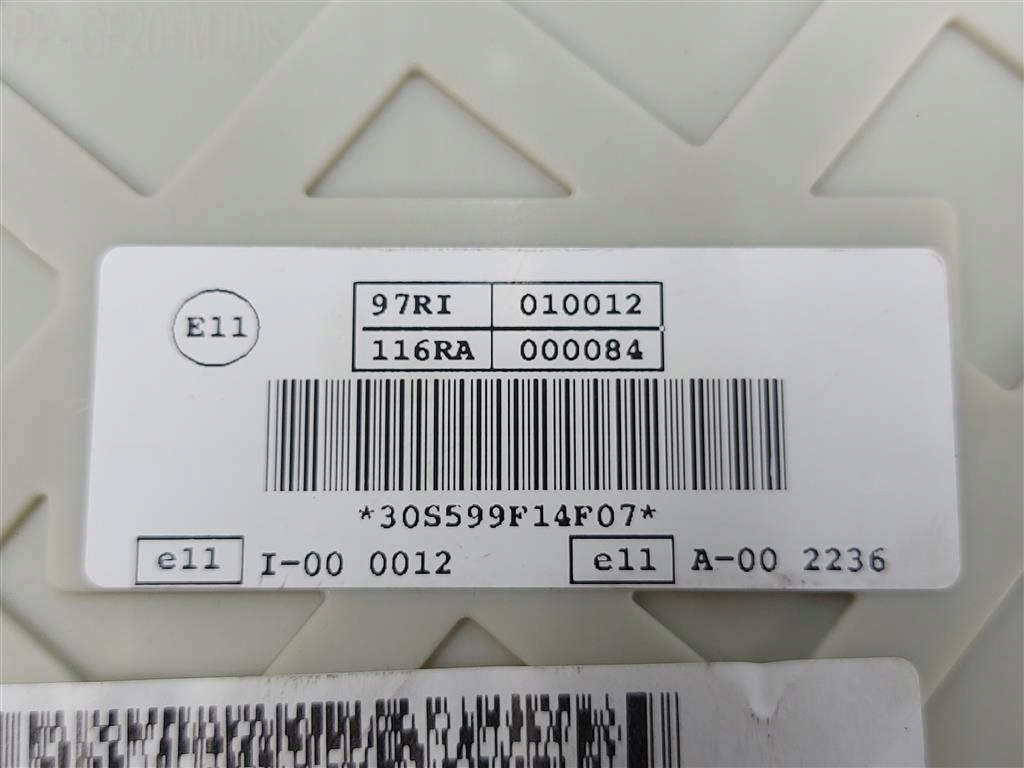 E11
97RI 010012
116RA 000084
*30S599F14F07*
e11 I-00 0012 e11 A-00 2236